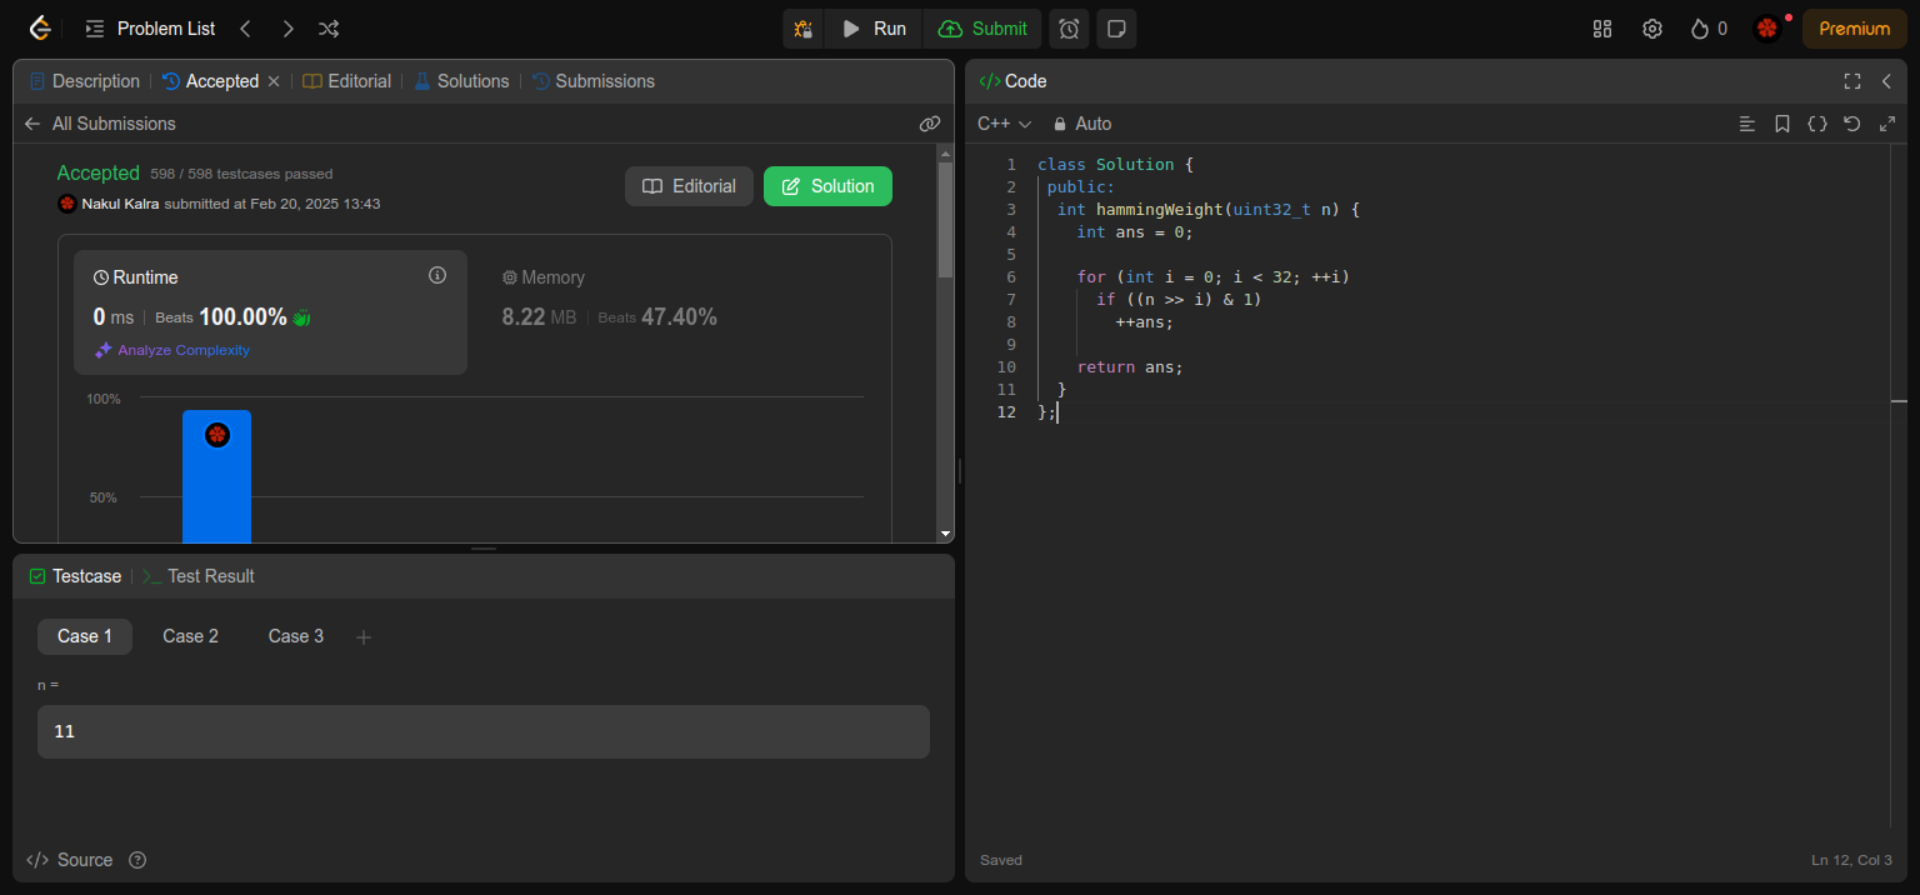 Problem List Run Submit 0 Premium
Description Accepted Editorial Solutions Submissions
All Submissions
Accepted 598 / 598 testcases passed
Nakul Kalra submitted at Feb 20, 2025 13:43
Editorial Solution
Runtime
0 ms Beats 100.00%
Analyze Complexity
Memory
8.22 MB Beats 47.40%
100%
50%
Testcase >_ Test Result
Case 1 Case 2 Case 3 +
n =
11
</> Source ?
</> Code
C++ Auto
1 class Solution {
2 public:
3 int hammingWeight(uint32_t n) {
4 int ans = 0;
5
6 for (int i = 0; i < 32; ++i)
7 if ((n >> i) & 1)
8 ++ans;
9
10 return ans;
11 }
12 };
Saved Ln 12, Col 3